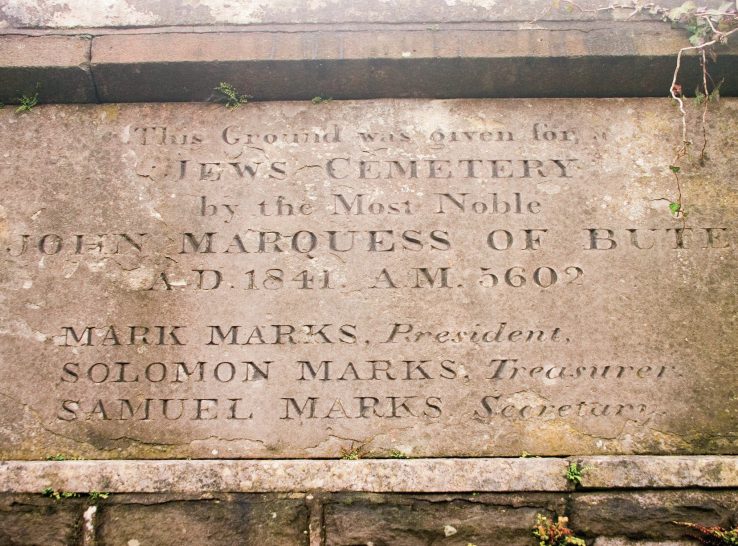 This Ground was given for a
JEWS CEMETERY
by the Most Noble
JOHN MARQUESS OF BUTE
A.D. 1841. A.M. 5602
MARK MARKS, President,
SOLOMON MARKS, Treasurer.
SAMUEL MARKS, Secretary.